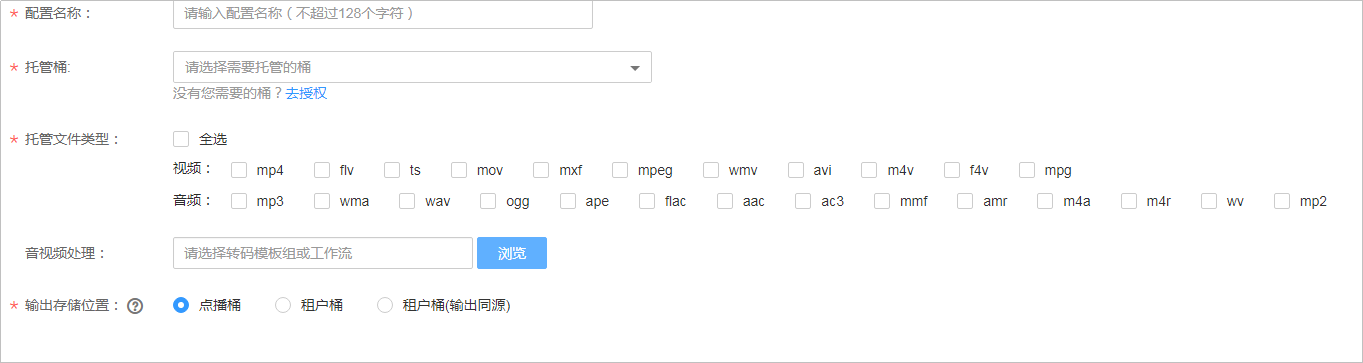 * 配置名称： 请输入配置名称（不超过128个字符）
* 托管桶: 请选择需要托管的桶
没有您需要的桶？去授权
* 托管文件类型： 全选
视频： mp4 flv ts mov mxf mpeg wmv avi m4v f4v mpg
音频： mp3 wma wav ogg ape flac aac ac3 mmf amr m4a m4r wv mp2
音视频处理： 请选择转码模板组或工作流 浏览
* 输出存储位置： ? 点播桶 租户桶 租户桶(输出同源)